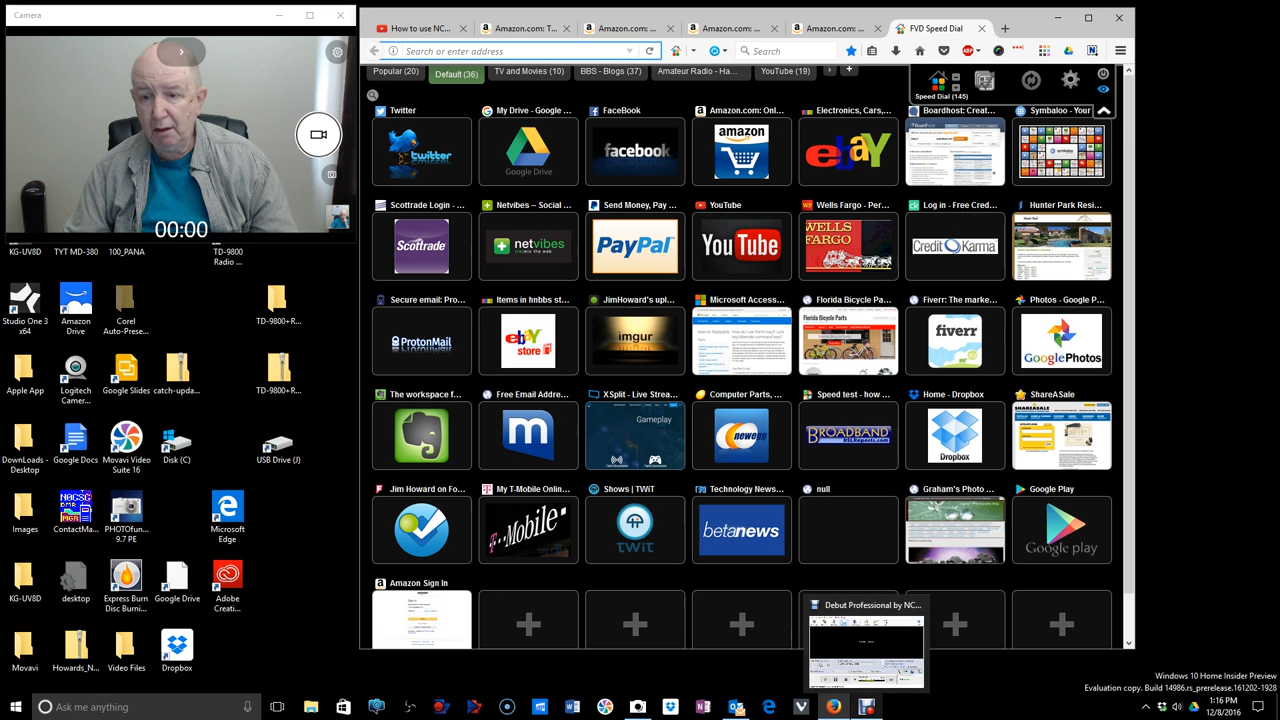 Camera
00:00
How to use NC...
Amazon.com: T...
Amazon.com: ...
Amazon.com: ...
Amazon.com: ...
FVD Speed Dial
Search or enter address
Search
ABP
Popular (20)
Default (36)
TV and Movies (10)
BBS - Blogs (37)
Amateur Radio - Ha...
YouTube (19)
Speed Dial (145)
Twitter
My Drive - Google ...
FaceBook
Amazon.com: Onl...
Electronics, Cars,...
Boardhost: Creat...
Symbaloo - Your
twitter
Google Drive
facebook
amazon
ebay
Scottrade Login - ...
Netvibes – Social ...
Send Money, Pay ...
YouTube
Wells Fargo - Per...
Log in - Free Cred...
Hunter Park Resi...
Scottrade
netvibes
PayPal
YouTube
WELLS
FARGO
Credit Karma
Secure email: Pro...
items in hnbbs st...
JimHoward's upl...
Microsoft Access...
Florida Bicycle Pa...
Fiverr: The marke...
Photos - Google P...
ProtonMail
ebay
store
imgur
Florida Bicycle Parts
fiverr
GooglePhotos
The workspace f...
Free Email Addre...
XSplit - Live Strea...
Computer Parts, ...
Speed test - how ...
Home - Dropbox
ShareASale
Gameplay
newegg
BROADBAND
DSLReports.com
Dropbox
SHAREASALE
Jim Howard on Fo...
My T-Mobile Onlin...
Shows | TWiT
Technology News...
null
Graham's Photo ...
Google Play
T··Mobile·
TWiT
betanews
Google play
Amazon Sign In
Debut Professional by NC...
KG-UV8D
TYT MD-380
100_PANA
TD-9800
Radio ...
Studio One 3
x64
Amazon
Drive
Corel
Auto-Prese...
TD-9800+R...
Apple App
Logitech
Camer...
Google Slides
catch-upda...
TD-9800+R...
DownLoads -
Desktop
Google Docs
Movavi Video
Suite 16
Disk (C)
USB Drive (J)
Images
ContactMa...
PHOTOfun...
9.7 PE
Microsoft
Edge
KG-UV8D
desktop
Express Burn
Disc Burni...
Google Drive
Adobe
Creati...
Movavi
Howards_N...
Video Files
Dropbox
Windows 10 Home Insider Preview
Evaluation copy. Build 14986.rs_prerelease.161202-1928
Ask me anything
1:16 PM
12/8/2016